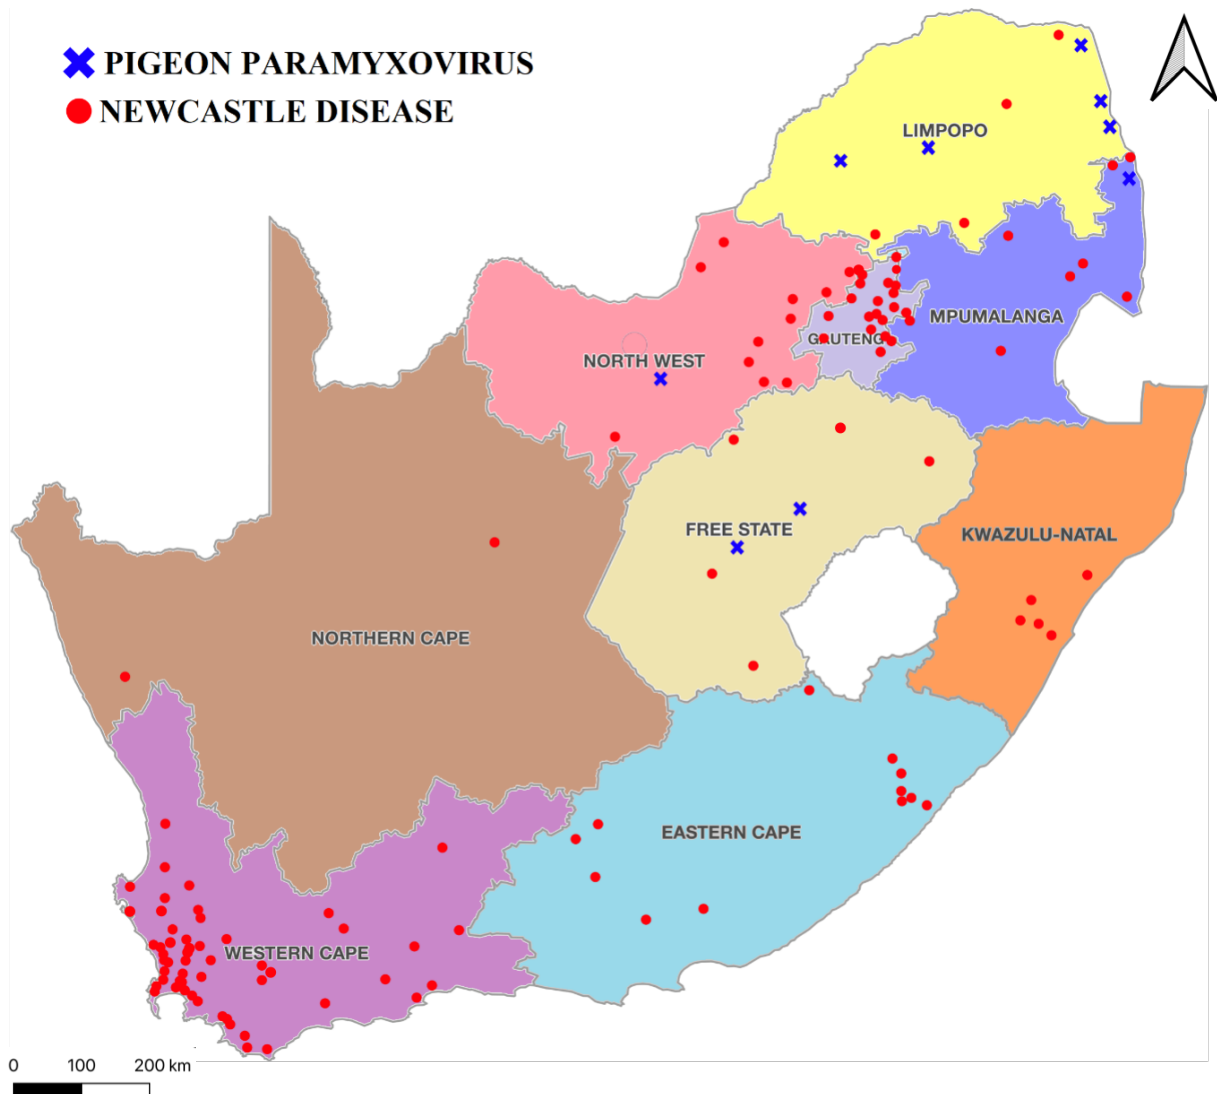 PIGEON PARAMYXOVIRUS
NEWCASTLE DISEASE
LIMPOPO
MPUMALANGA
GAUTENG
NORTH WEST
FREE STATE
KWAZULU-NATAL
NORTHERN CAPE
EASTERN CAPE
WESTERN CAPE
0 100 200 km